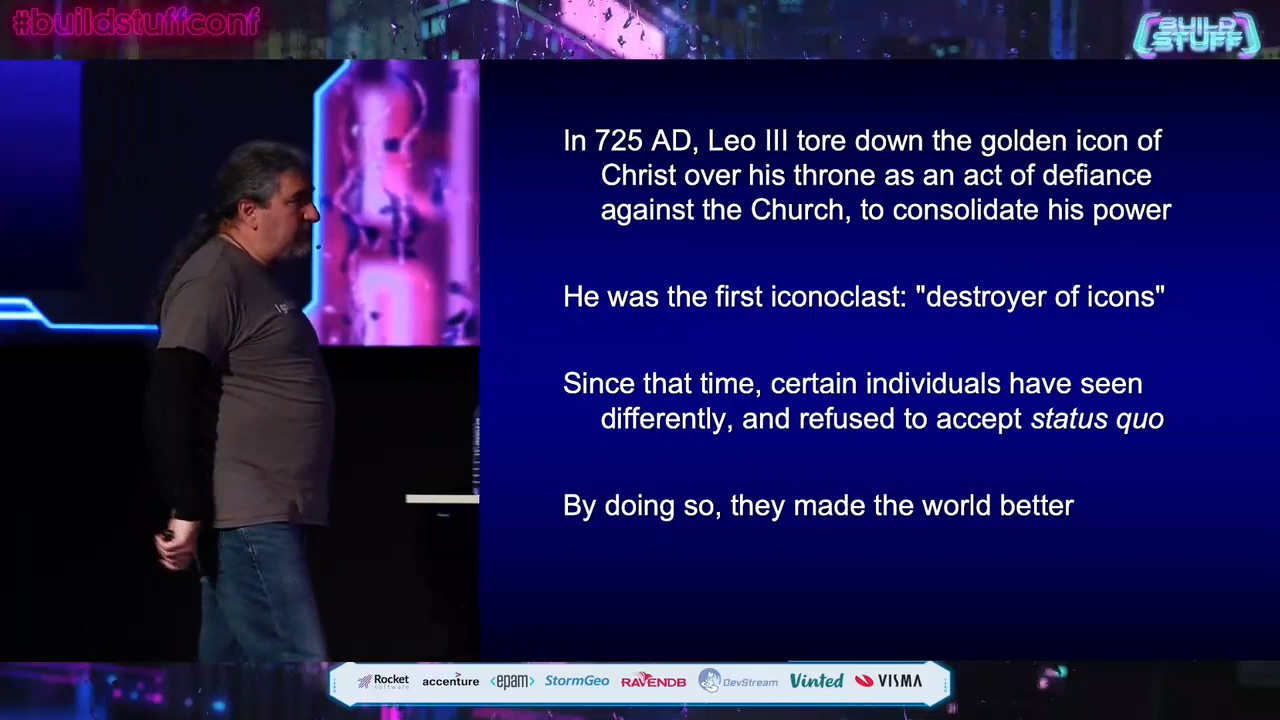 #buildstuffconf
BUILD
STUFF
In 725 AD, Leo III tore down the golden icon of
Christ over his throne as an act of defiance
against the Church, to consolidate his power
He was the first iconoclast: "destroyer of icons"
Since that time, certain individuals have seen
differently, and refused to accept status quo
By doing so, they made the world better
Rocket
software
accenture
<epam>
StormGeo
RAVENDB
DevStream
Vinted
VISMA